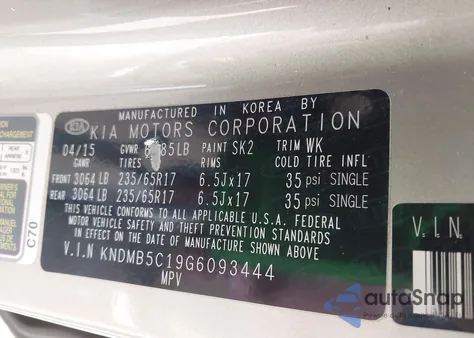 MANUFACTURED IN KOREA BY
KIA KIA MOTORS CORPORATION
04/15 GVWR 85LB PAINT SK2 TRIM WK
GAWR TIRES RIMS COLD TIRE INFL
FRONT 3064 LB 235/65R17 6.5Jx17 35 psi SINGLE
REAR 3064 LB 235/65R17 6.5Jx17 35 psi SINGLE
THIS VEHICLE CONFORMS TO ALL APPLICABLE U.S.A. FEDERAL
MOTOR VEHICLE SAFETY AND THEFT PREVENTION STANDARDS
IN EFFECT ON THE DATE OF MANUFACTURE SHOWN ABOVE.
V.I.N KNDMB5C19G6093444
MPV
C70
V.I.N.
autoSnap